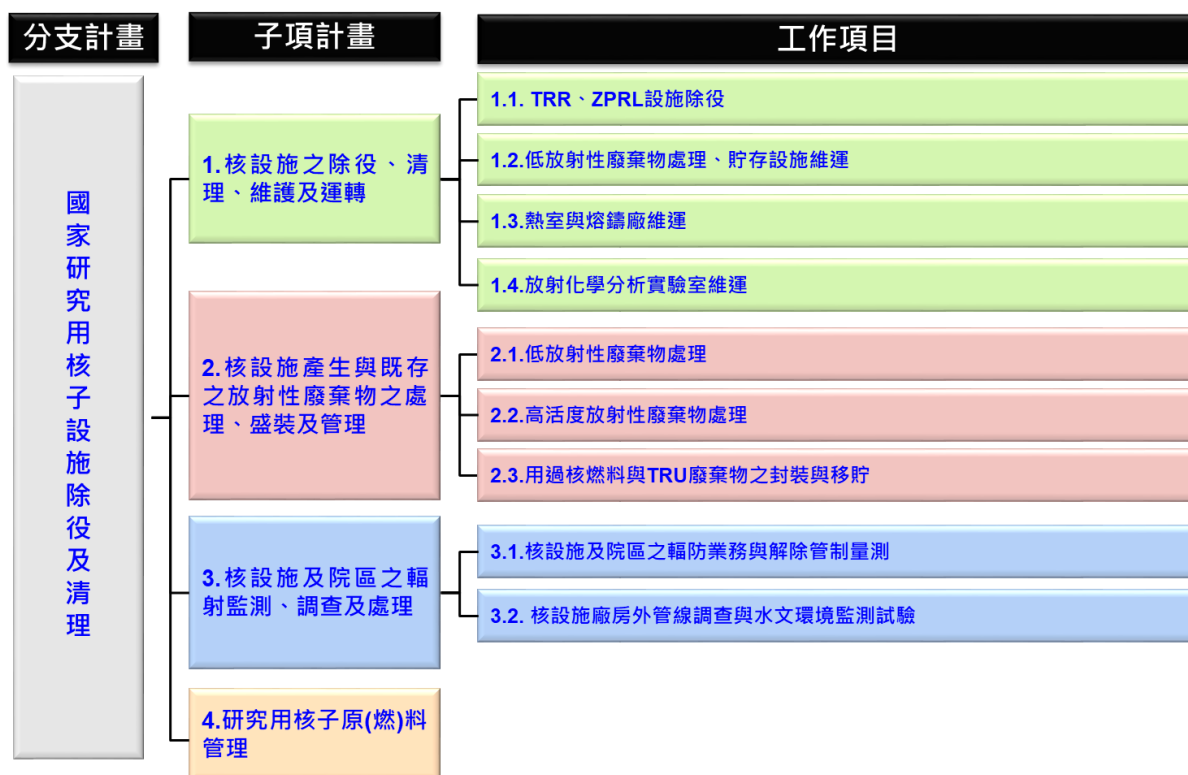 分支計畫
子項計畫
工作項目
國家研究用核子設施除役及清理
1.核設施之除役、清
理、維護及運轉
1.1. TRR、ZPRL設施除役
1.2.低放射性廢棄物處理、貯存設施維運
1.3.熱室與熔鑄廠維運
1.4.放射化學分析實驗室維運
2.核設施產生與既存
之放射性廢棄物之處
理、盛裝及管理
2.1.低放射性廢棄物處理
2.2.高活度放射性廢棄物處理
2.3.用過核燃料與TRU廢棄物之封裝與移貯
3.核設施及院區之輻
射監測、調查及處理
3.1.核設施及院區之輻防業務與解除管制量測
3.2. 核設施廠房外管線調查與水文環境監測試驗
4.研究用核子原(燃)料
管理